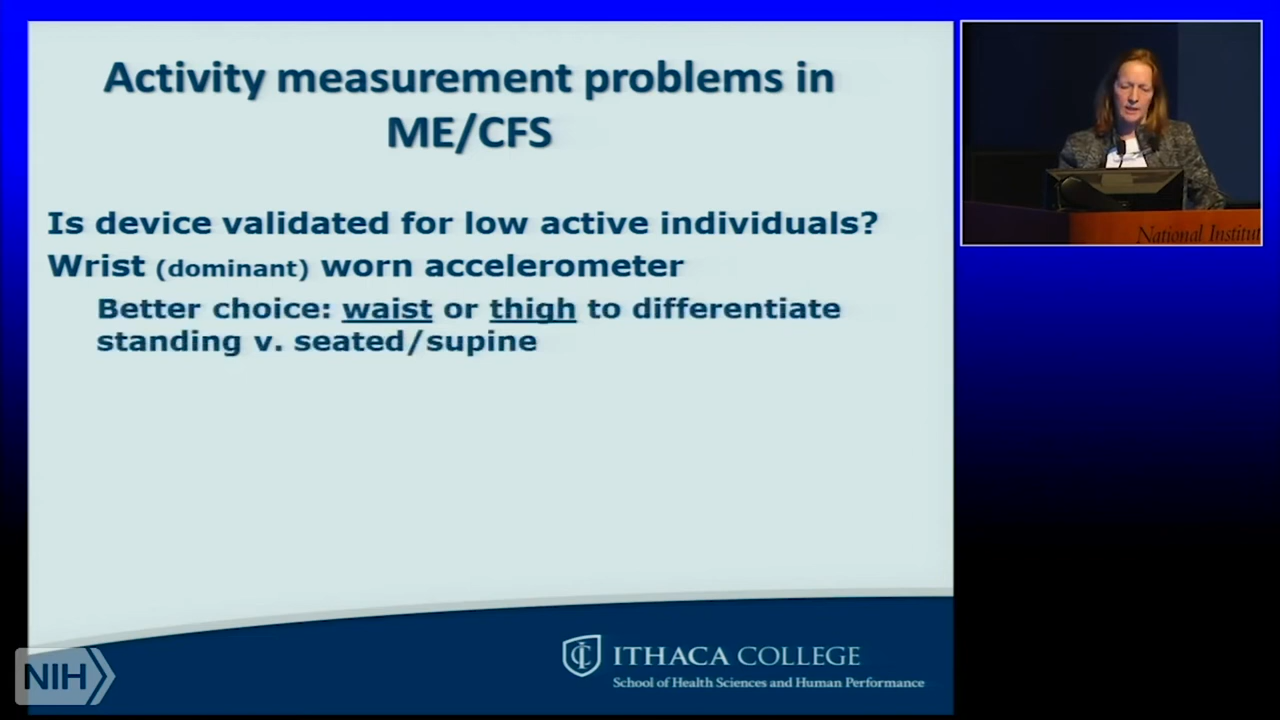 Activity measurement problems in
ME/CFS
Is device validated for low active individuals?
Wrist (dominant) worn accelerometer
Better choice: waist or thigh to differentiate
standing v. seated/supine
National Institut
ITHACA COLLEGE
School of Health Sciences and Human Performance
NIH